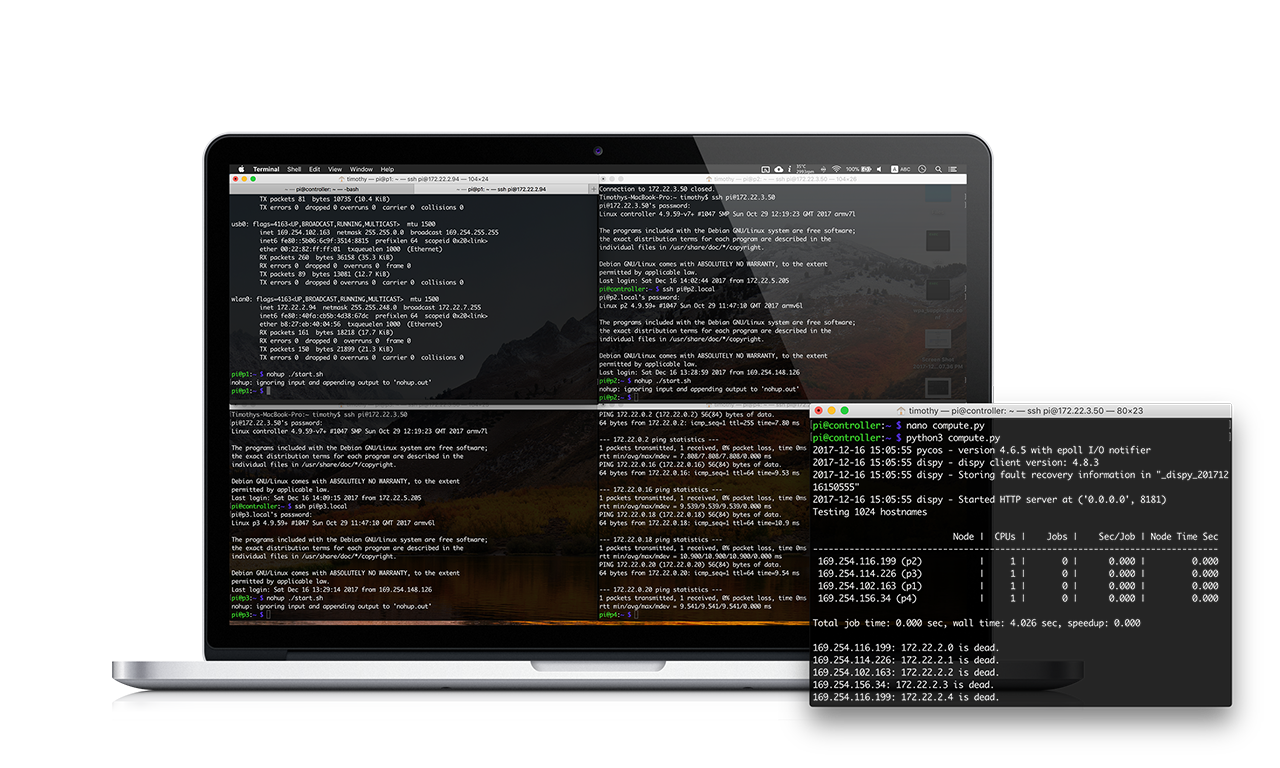 Terminal Shell Edit View Window Help
35°C
100%
ABC
timothy — pi@p1: ~ — ssh pi@172.22.2.94 — 104×24
~ — pi@controller: ~ — -bash
~ — pi@p1: ~ — ssh pi@172.22.2.94
TX packets 81 bytes 10735 (10.4 KiB)
TX errors 0 dropped 0 overruns 0 carrier 0 collisions 0
usb0: flags=4163<UP,BROADCAST,RUNNING,MULTICAST> mtu 1500
inet 169.254.102.163 netmask 255.255.0.0 broadcast 169.254.255.255
inet6 fe80::5b06:6c9f:3514:8815 prefixlen 64 scopeid 0x20<link>
ether 00:22:82:ff:ff:01 txqueuelen 1000 (Ethernet)
RX packets 260 bytes 36158 (35.3 KiB)
RX errors 0 dropped 0 overruns 0 frame 0
TX packets 89 bytes 13081 (12.7 KiB)
TX errors 0 dropped 0 overruns 0 carrier 0 collisions 0
wlan0: flags=4163<UP,BROADCAST,RUNNING,MULTICAST> mtu 1500
inet 172.22.2.94 netmask 255.255.248.0 broadcast 172.22.7.255
inet6 fe80::40fa:cb5b:4d38:67dc prefixlen 64 scopeid 0x20<link>
ether b8:27:eb:40:04:56 txqueuelen 1000 (Ethernet)
RX packets 161 bytes 18218 (17.7 KiB)
RX errors 0 dropped 0 overruns 0 frame 0
TX packets 150 bytes 21899 (21.3 KiB)
TX errors 0 dropped 0 overruns 0 carrier 0 collisions 0
pi@p1:~ $ nohup ./start.sh
nohup: ignoring input and appending output to 'nohup.out'
pi@p1:~ $
timothy — pi@p2: ~ — ssh pi@172.22.3.50 — 104×26
Connection to 172.22.3.50 closed.
Timothys-MacBook-Pro:~ timothy$ ssh pi@172.22.3.50
pi@172.22.3.50's password:
Linux controller 4.9.59-v7+ #1047 SMP Sun Oct 29 12:19:23 GMT 2017 armv7l
The programs included with the Debian GNU/Linux system are free software;
the exact distribution terms for each program are described in the
individual files in /usr/share/doc/*/copyright.
Debian GNU/Linux comes with ABSOLUTELY NO WARRANTY, to the extent
permitted by applicable law.
Last login: Sat Dec 16 14:02:44 2017 from 172.22.5.205
pi@controller:~ $ ssh pi@p2.local
pi@p2.local's password:
Linux p2 4.9.59+ #1047 Sun Oct 29 11:47:10 GMT 2017 armv6l
The programs included with the Debian GNU/Linux system are free software;
the exact distribution terms for each program are described in the
individual files in /usr/share/doc/*/copyright.
Debian GNU/Linux comes with ABSOLUTELY NO WARRANTY, to the extent
permitted by applicable law.
Last login: Sat Dec 16 13:28:59 2017 from 169.254.148.126
pi@p2:~ $ nohup ./start.sh
nohup: ignoring input and appending output to 'nohup.out'
pi@p2:~ $
Timothys-MacBook-Pro:~ timothy$ ssh pi@172.22.3.50
pi@172.22.3.50's password:
Linux controller 4.9.59-v7+ #1047 SMP Sun Oct 29 12:19:23 GMT 2017 armv7l
The programs included with the Debian GNU/Linux system are free software;
the exact distribution terms for each program are described in the
individual files in /usr/share/doc/*/copyright.
Debian GNU/Linux comes with ABSOLUTELY NO WARRANTY, to the extent
permitted by applicable law.
Last login: Sat Dec 16 14:09:15 2017 from 172.22.5.205
pi@controller:~ $ ssh pi@p3.local
pi@p3.local's password:
Linux p3 4.9.59+ #1047 Sun Oct 29 11:47:10 GMT 2017 armv6l
The programs included with the Debian GNU/Linux system are free software;
the exact distribution terms for each program are described in the
individual files in /usr/share/doc/*/copyright.
Debian GNU/Linux comes with ABSOLUTELY NO WARRANTY, to the extent
permitted by applicable law.
Last login: Sat Dec 16 13:29:14 2017 from 169.254.148.126
pi@p3:~ $ nohup ./start.sh
nohup: ignoring input and appending output to 'nohup.out'
pi@p3:~ $
PING 172.22.0.2 (172.22.0.2) 56(84) bytes of data.
64 bytes from 172.22.0.2: icmp_seq=1 ttl=255 time=7.80 ms
--- 172.22.0.2 ping statistics ---
1 packets transmitted, 1 received, 0% packet loss, time 0ms
rtt min/avg/max/mdev = 7.808/7.808/7.808/0.000 ms
PING 172.22.0.16 (172.22.0.16) 56(84) bytes of data.
64 bytes from 172.22.0.16: icmp_seq=1 ttl=64 time=9.53 ms
--- 172.22.0.16 ping statistics ---
1 packets transmitted, 1 received, 0% packet loss, time 0ms
rtt min/avg/max/mdev = 9.539/9.539/9.539/0.000 ms
PING 172.22.0.18 (172.22.0.18) 56(84) bytes of data.
64 bytes from 172.22.0.18: icmp_seq=1 ttl=64 time=10.9 ms
--- 172.22.0.18 ping statistics ---
1 packets transmitted, 1 received, 0% packet loss, time 0ms
rtt min/avg/max/mdev = 10.900/10.900/10.900/0.000 ms
PING 172.22.0.20 (172.22.0.20) 56(84) bytes of data.
64 bytes from 172.22.0.20: icmp_seq=1 ttl=64 time=9.54 ms
--- 172.22.0.20 ping statistics ---
1 packets transmitted, 1 received, 0% packet loss, time 0ms
rtt min/avg/max/mdev = 9.541/9.541/9.541/0.000 ms
pi@p4:~ $
timothy — pi@controller: ~ — ssh pi@172.22.3.50 — 80×23
pi@controller:~ $ nano compute.py
pi@controller:~ $ python3 compute.py
2017-12-16 15:05:55 pycos - version 4.6.5 with epoll I/O notifier
2017-12-16 15:05:55 dispy - dispy client version: 4.8.3
2017-12-16 15:05:55 dispy - Storing fault recovery information in "_dispy_201712
16150555"
2017-12-16 15:05:55 dispy - Started HTTP server at ('0.0.0.0', 8181)
Testing 1024 hostnames
Node | CPUs | Jobs | Sec/Job | Node Time Sec
169.254.116.199 (p2) | 1 | 0 | 0.000 | 0.000
169.254.114.226 (p3) | 1 | 0 | 0.000 | 0.000
169.254.102.163 (p1) | 1 | 0 | 0.000 | 0.000
169.254.156.34 (p4) | 1 | 0 | 0.000 | 0.000
Total job time: 0.000 sec, wall time: 4.026 sec, speedup: 0.000
169.254.116.199: 172.22.2.0 is dead.
169.254.114.226: 172.22.2.1 is dead.
169.254.102.163: 172.22.2.2 is dead.
169.254.156.34: 172.22.2.3 is dead.
169.254.116.199: 172.22.2.4 is dead.